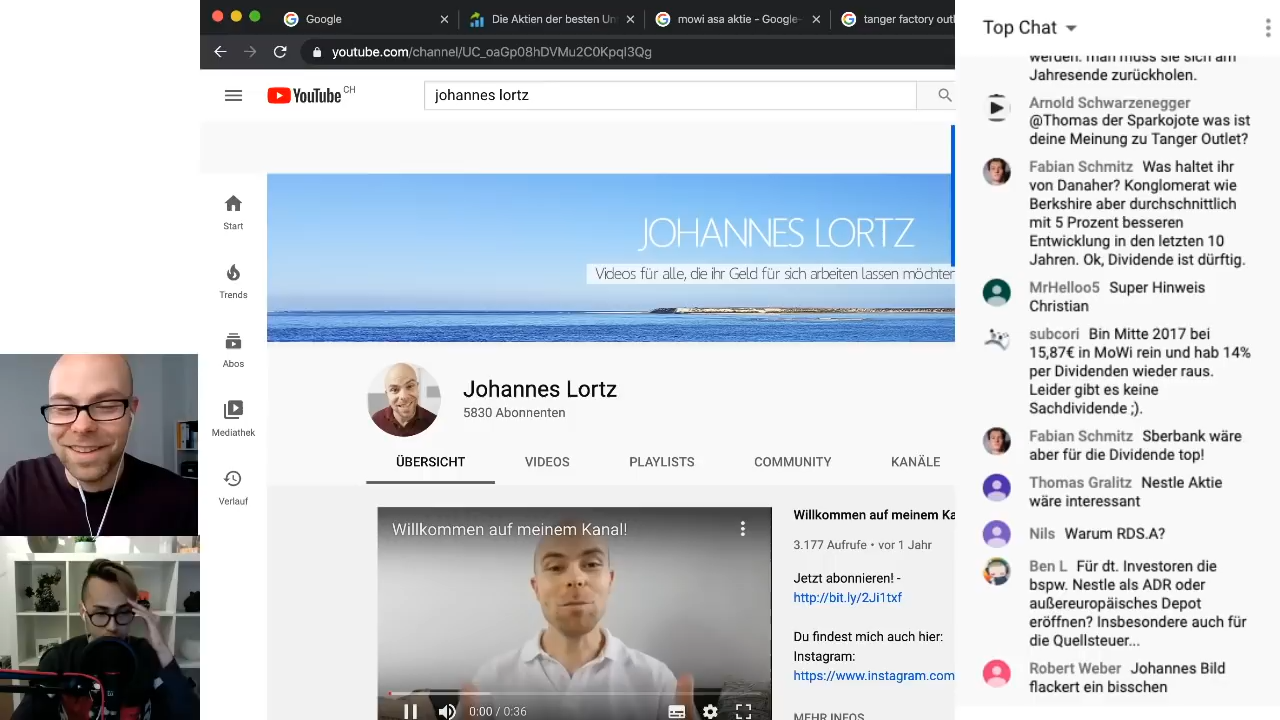 Google
Die Aktien der besten Un
mowi asa aktie - Google-
tanger factory outl
youtube.com/channel/UC_oaGp08hDVMu2C0Kpql3Qg
YouTube CH
johannes lortz
Start
Trends
Abos
Mediathek
Verlauf
JOHANNES LORTZ
Videos für alle, die ihr Geld für sich arbeiten lassen möchten
Johannes Lortz
5830 Abonnenten
ÜBERSICHT
VIDEOS
PLAYLISTS
COMMUNITY
KANÄLE
Willkommen auf meinem Kanal!
0:00 / 0:36
Willkommen auf meinem Ka
3.177 Aufrufe • vor 1 Jahr
Jetzt abonnieren! -
http://bit.ly/2Ji1txf
Du findest mich auch hier:
Instagram:
https://www.instagram.com
MEHR INFOS
Top Chat
werden. man muss sie sich am
Jahresende zurückholen.
Arnold Schwarzenegger
@Thomas der Sparkojote was ist
deine Meinung zu Tanger Outlet?
Fabian Schmitz Was haltet ihr
von Danaher? Konglomerat wie
Berkshire aber durchschnittlich
mit 5 Prozent besseren
Entwicklung in den letzten 10
Jahren. Ok, Dividende ist dürftig.
MrHelloo5 Super Hinweis
Christian
subcori Bin Mitte 2017 bei
15,87€ in MoWi rein und hab 14%
per Dividenden wieder raus.
Leider gibt es keine
Sachdividende ;).
Fabian Schmitz Sberbank wäre
aber für die Dividende top!
Thomas Gralitz Nestle Aktie
wäre interessant
Nils Warum RDS.A?
Ben L Für dt. Investoren die
bspw. Nestle als ADR oder
außereuropäisches Depot
eröffnen? Insbesondere auch für
die Quellsteuer...
Robert Weber Johannes Bild
flackert ein bisschen